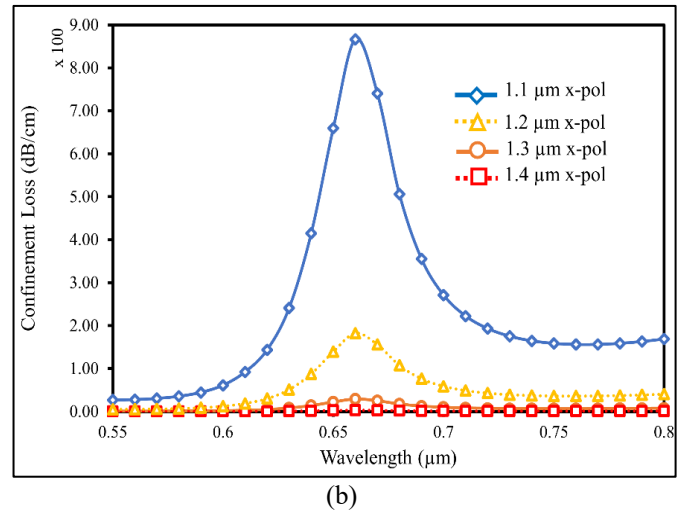 x 100
9.00
8.00
7.00
6.00
5.00
4.00
3.00
2.00
1.00
0.00
Confinement Loss (dB/cm)
1.1 µm x-pol
1.2 µm x-pol
1.3 µm x-pol
1.4 µm x-pol
0.55 0.6 0.65 0.7 0.75 0.8
Wavelength (µm)
(b)